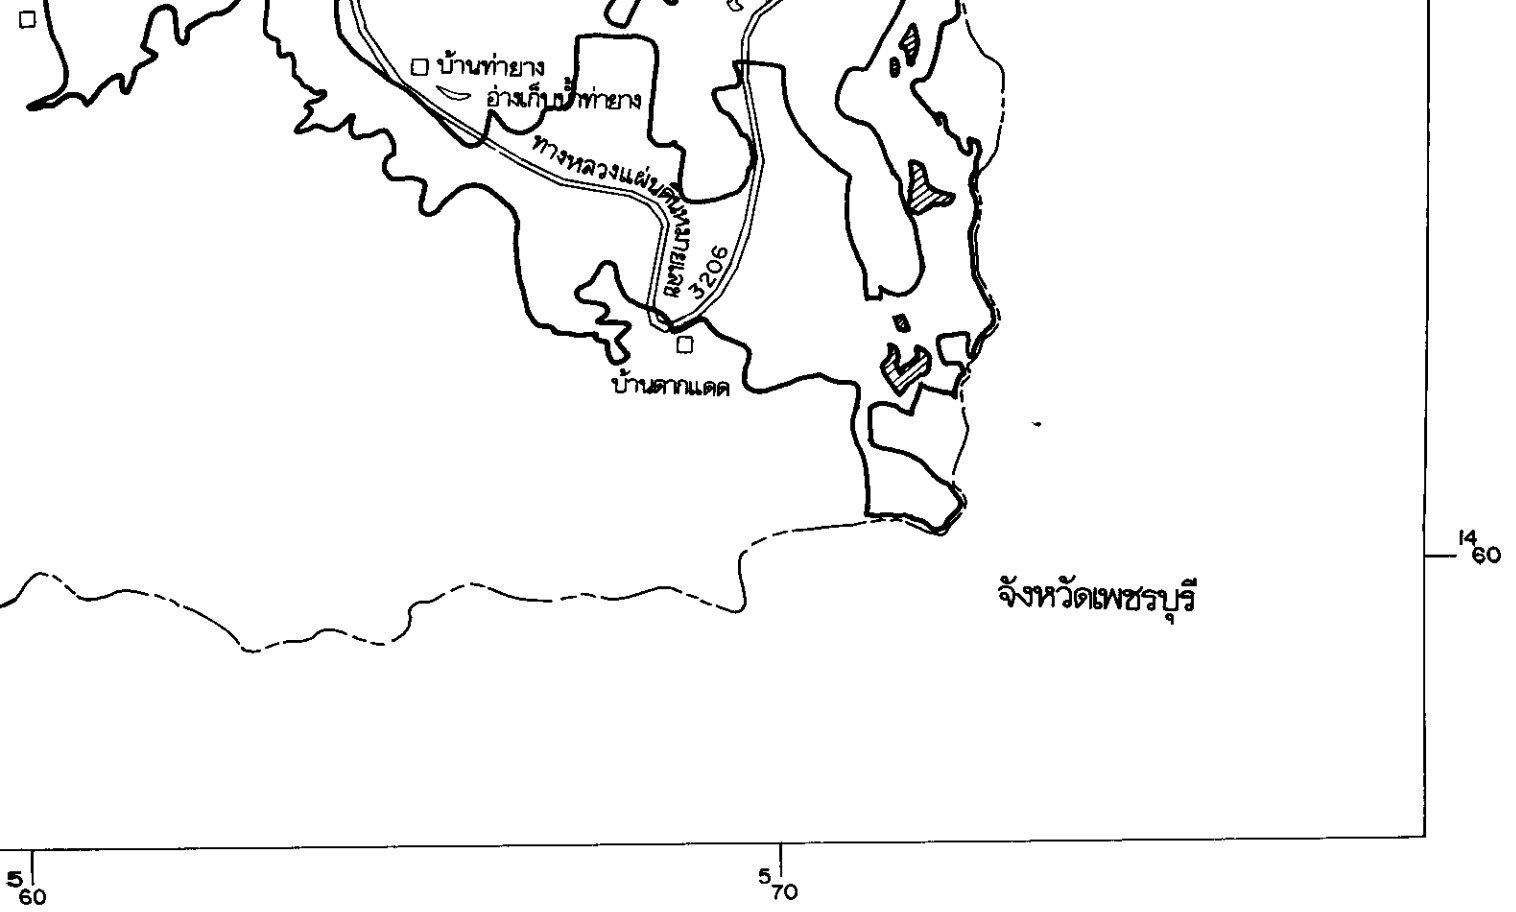 บ้านท่ายาง
อ่างเก็บน้ำท่ายาง
ทางหลวงแผ่นดินหมายเลข 3206
บ้านตากแดด
14 60
จังหวัดเพชรบุรี
5 60
5 70